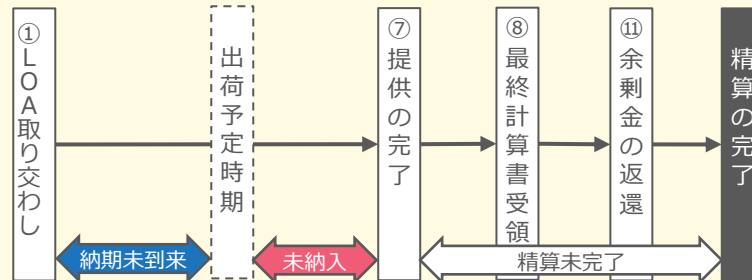 ①LOA取り交わし
出荷予定時期
⑦提供の完了
⑧最終計算書受領
⑪余剰金の返還
精算の完了
納期未到来
未納入
精算未完了